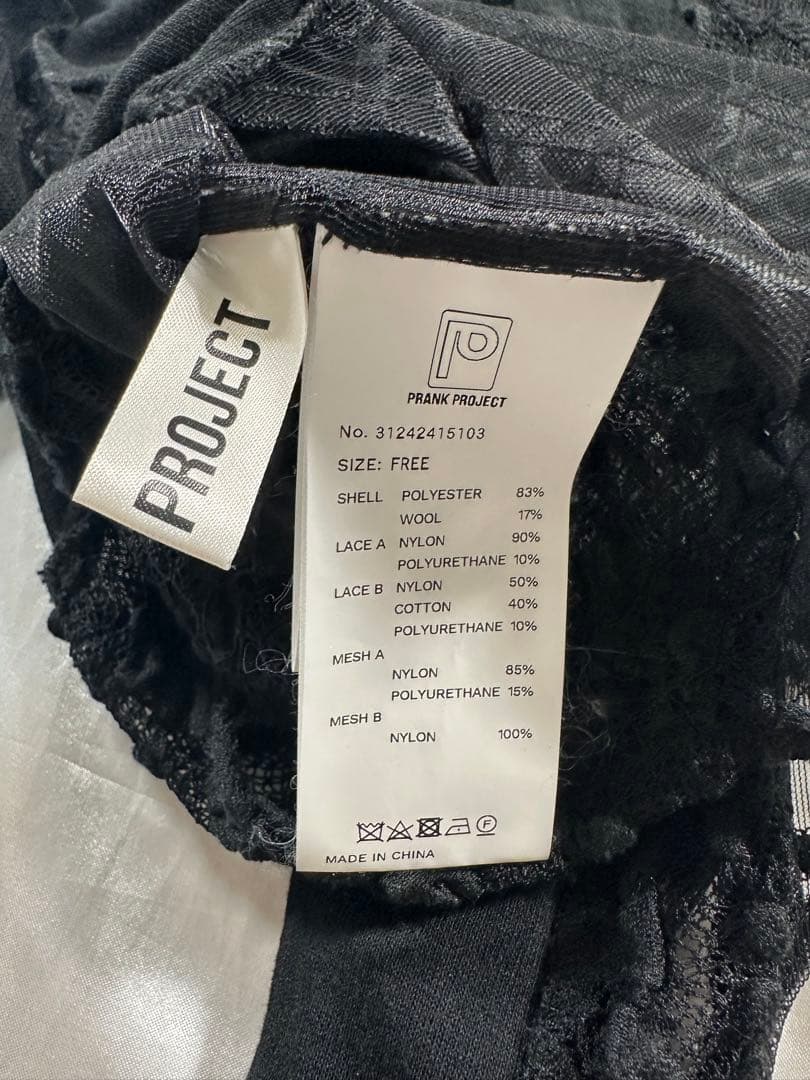 PROJECT
PRANK PROJECT
No. 31242415103
SIZE: FREE
SHELL POLYESTER 83%
WOOL 17%
LACE A NYLON 90%
POLYURETHANE 10%
LACE B NYLON 50%
COTTON 40%
POLYURETHANE 10%
MESH A
NYLON 85%
POLYURETHANE 15%
MESH B
NYLON 100%
F
MADE IN CHINA